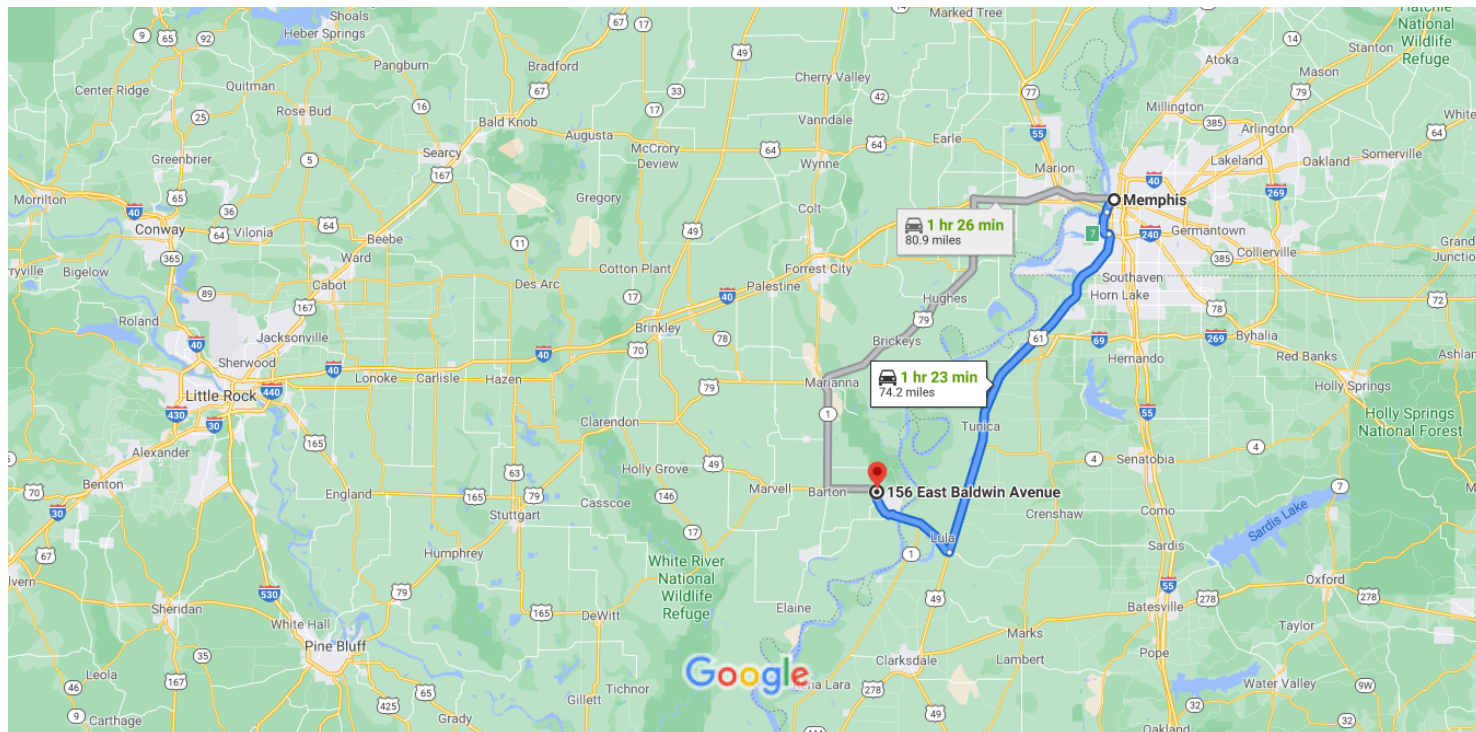 Shoals
Heber Springs
Marked Tree
Hatchie
National
Wildlife
Refuge
Stanton
Pangburn
Bradford
Atoka
Mason
Center Ridge
Quitman
Rose Bud
Cherry Valley
Millington
Bald Knob
Augusta
McCrory
Deview
Vanndale
Earle
Arlington
Greenbrier
Searcy
Wynne
Marion
Lakeland
Oakland
Somerville
Morrilton
Conway
Vilonia
Gregory
Colt
Memphis
1 hr 26 min
80.9 miles
Germantown
Collierville
Beebe
Ward
Bigelow
Cabot
Cotton Plant
Des Arc
Forrest City
Palestine
Southaven
Horn Lake
Hughes
Roland
Jacksonville
Brinkley
Brickeys
Byhalia
Sherwood
Hernando
Red Banks
Lonoke
Carlisle
Hazen
Marianna
1 hr 23 min
74.2 miles
Holly Springs
Little Rock
Holly Springs
National Forest
Clarendon
Tunica
Alexander
Senatobia
Benton
Holly Grove
England
Marvell
Barton
156 East Baldwin Avenue
Casscoe
Crenshaw
Como
Stuttgart
Sardis Lake
Lula
Sardis
Humphrey
White River
National
Wildlife
Refuge
Oxford
Sheridan
Elaine
DeWitt
Batesville
White Hall
Pine Bluff
Marks
Taylor
Clarksdale
Lambert
Pope
Leola
Google
Water Valley
Tichnor
Gillett
Grady
Carthage
Oakland